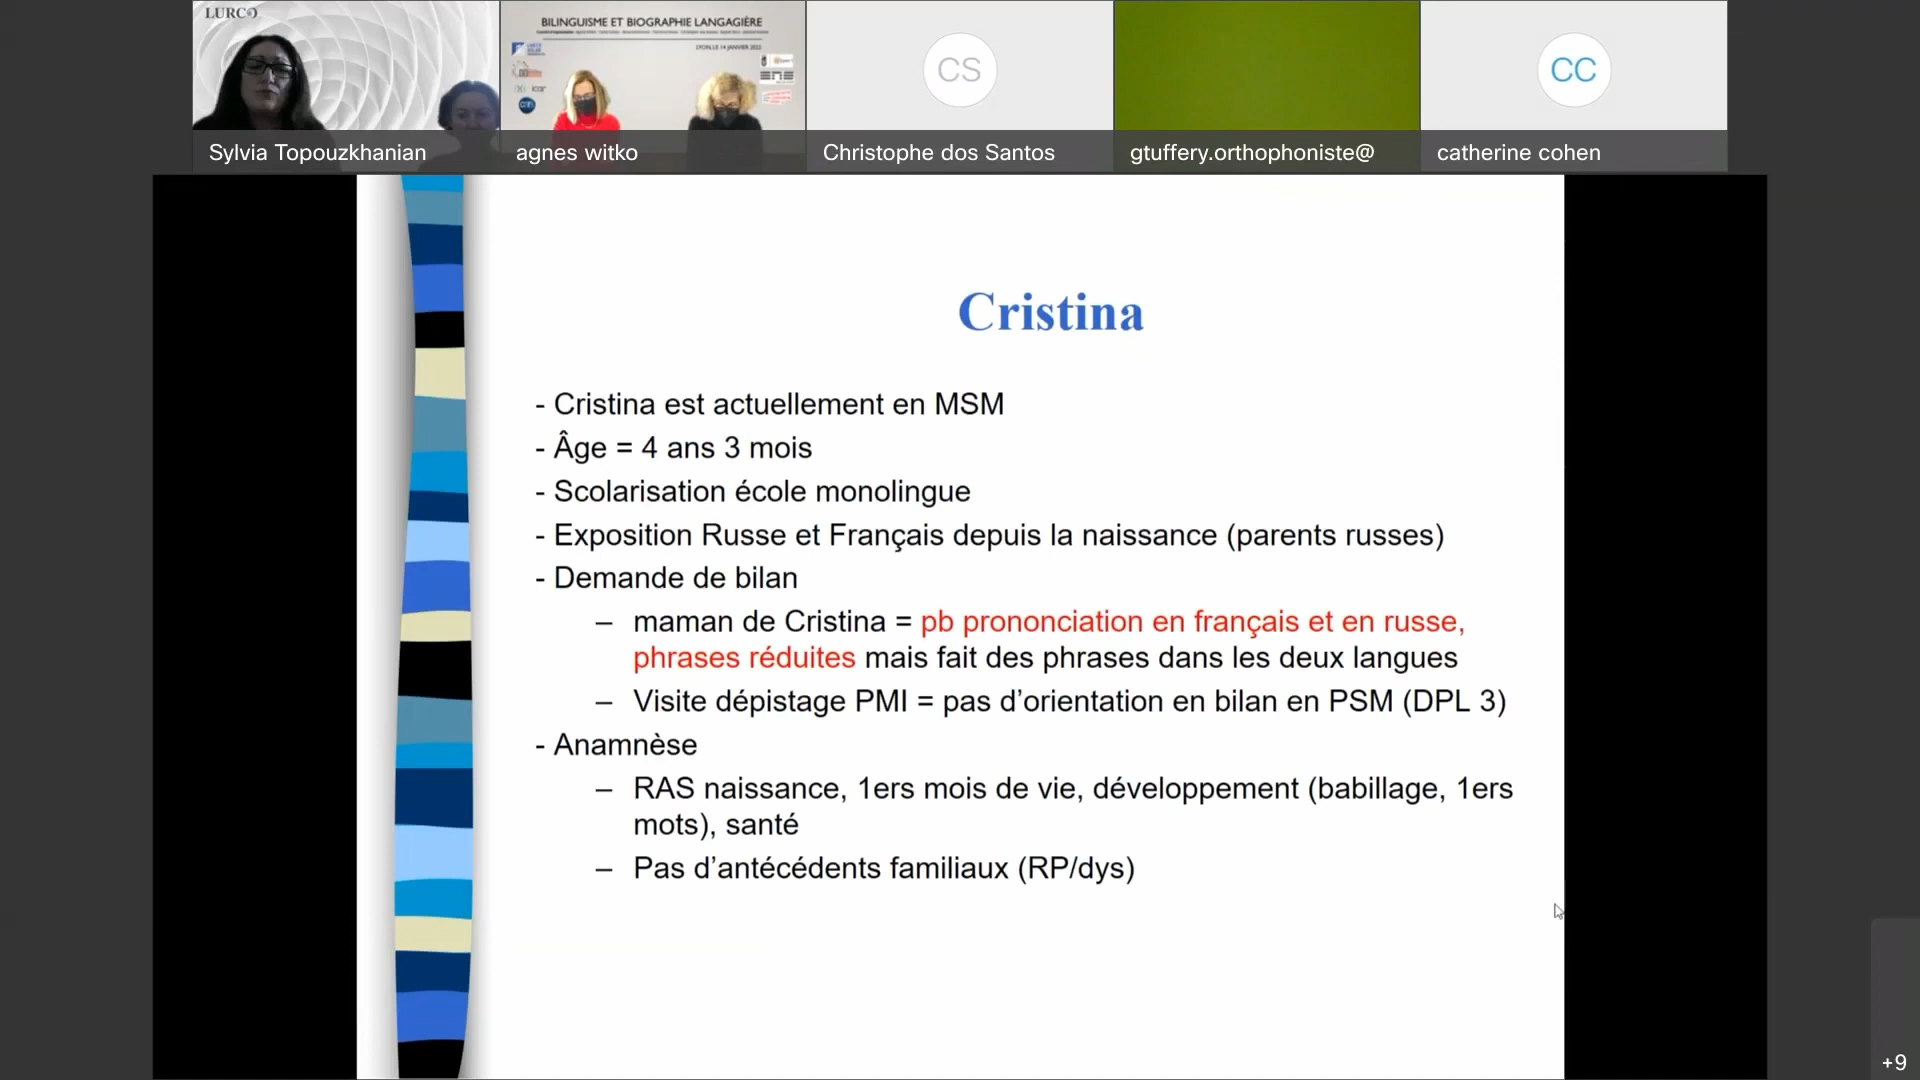 LURCO
BILINGUISME ET BIOGRAPHIE LANGAGIÈRE
LYON, LE 14 JANVIER 2022
icar
CS
CC
Sylvia Topouzkhanian
agnes witko
Christophe dos Santos
gtuffery.orthophoniste@
catherine cohen
Cristina
- Cristina est actuellement en MSM
- Âge = 4 ans 3 mois
- Scolarisation école monolingue
- Exposition Russe et Français depuis la naissance (parents russes)
- Demande de bilan
– maman de Cristina = pb prononciation en français et en russe,
phrases réduites mais fait des phrases dans les deux langues
– Visite dépistage PMI = pas d’orientation en bilan en PSM (DPL 3)
- Anamnèse
– RAS naissance, 1ers mois de vie, développement (babillage, 1ers
mots), santé
– Pas d’antécédents familiaux (RP/dys)
+9